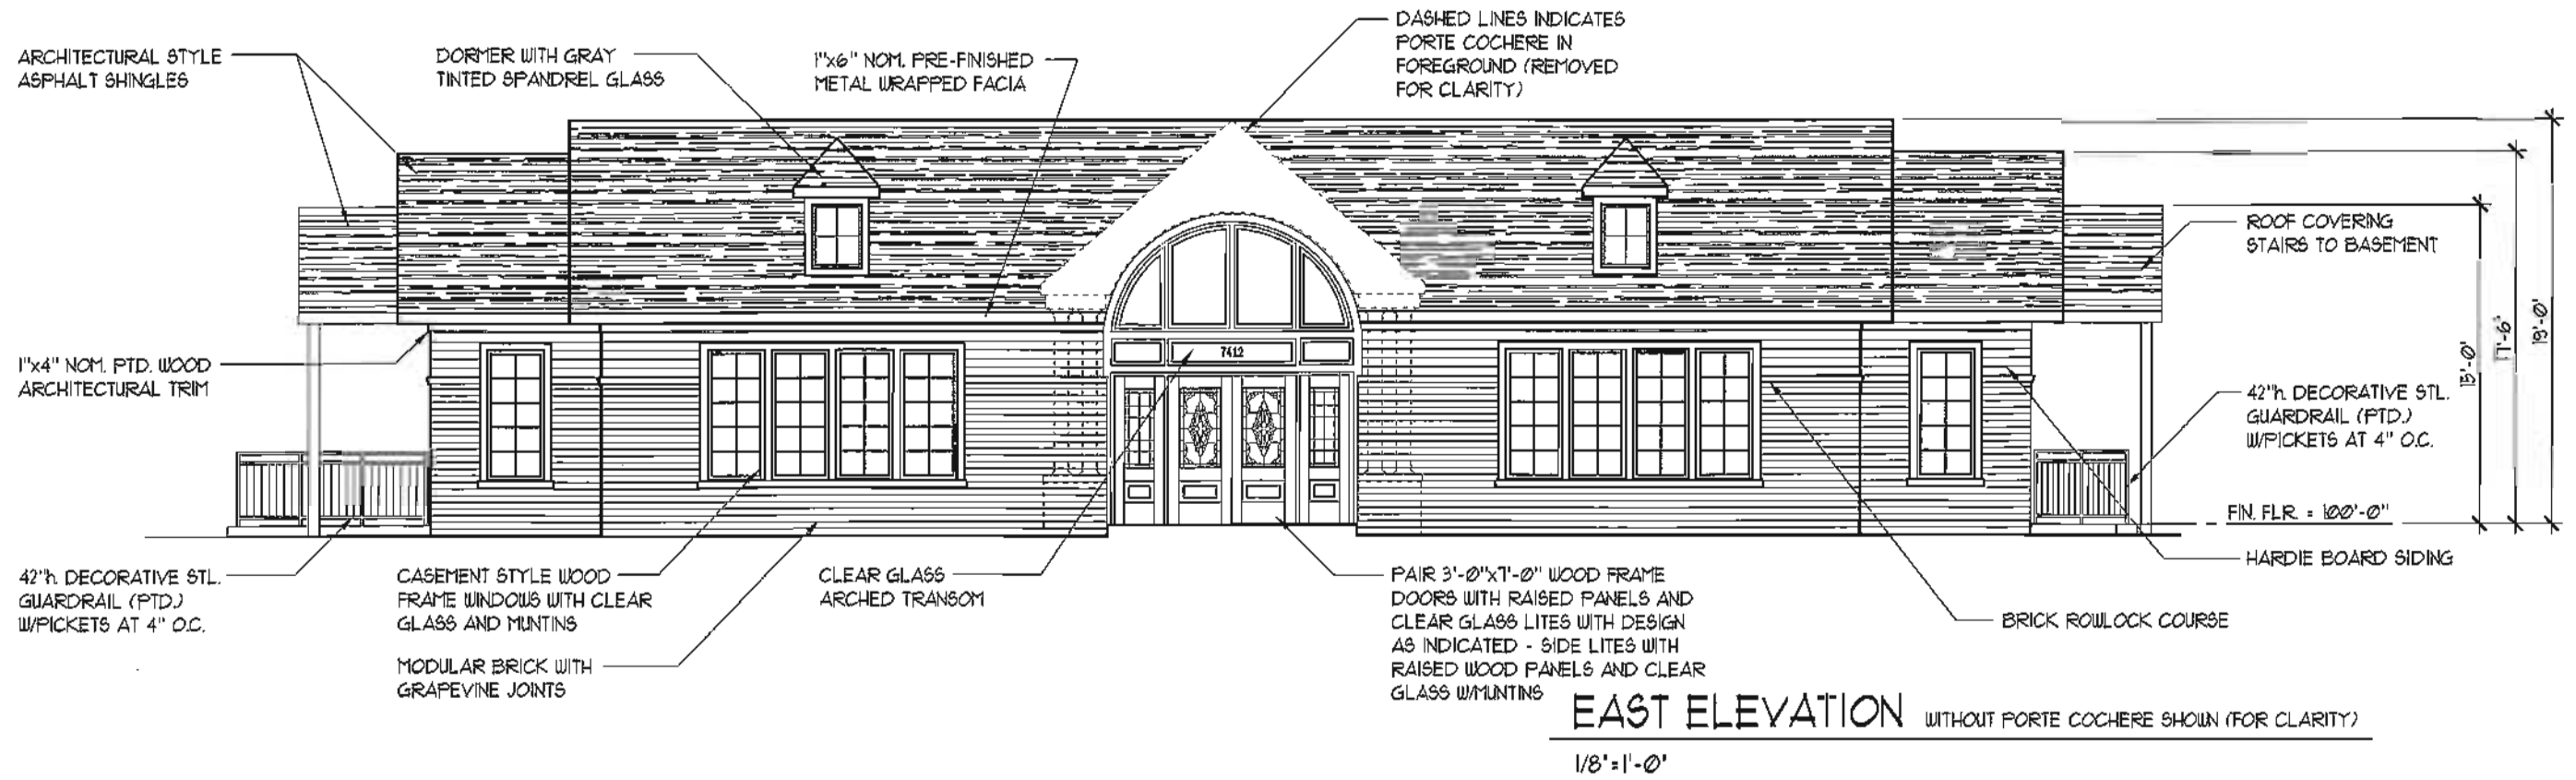 ARCHITECTURAL STYLE
ASPHALT SHINGLES
DORMER WITH GRAY
TINTED SPANDREL GLASS
1"x6" NOM. PRE-FINISHED
METAL WRAPPED FACIA
DASHED LINES INDICATES
PORTE COCHERE IN
FOREGROUND (REMOVED
FOR CLARITY)
ROOF COVERING
STAIRS TO BASEMENT
1"x4" NOM. PTD. WOOD
ARCHITECTURAL TRIM
7412
15'-0"
17'-6"
19'-0"
42"h. DECORATIVE STL.
GUARDRAIL (PTD.)
W/PICKETS AT 4" O.C.
FIN. FLR. = 100'-0"
HARDIE BOARD SIDING
42"h. DECORATIVE STL.
GUARDRAIL (PTD.)
W/PICKETS AT 4" O.C.
CASEMENT STYLE WOOD
FRAME WINDOWS WITH CLEAR
GLASS AND MUNTINS
MODULAR BRICK WITH
GRAPEVINE JOINTS
CLEAR GLASS
ARCHED TRANSOM
PAIR 3'-0"x7'-0" WOOD FRAME
DOORS WITH RAISED PANELS AND
CLEAR GLASS LITES WITH DESIGN
AS INDICATED - SIDE LITES WITH
RAISED WOOD PANELS AND CLEAR
GLASS W/MUNTINS
BRICK ROWLOCK COURSE
EAST ELEVATION WITHOUT PORTE COCHERE SHOWN (FOR CLARITY)
1/8"=1'-0"